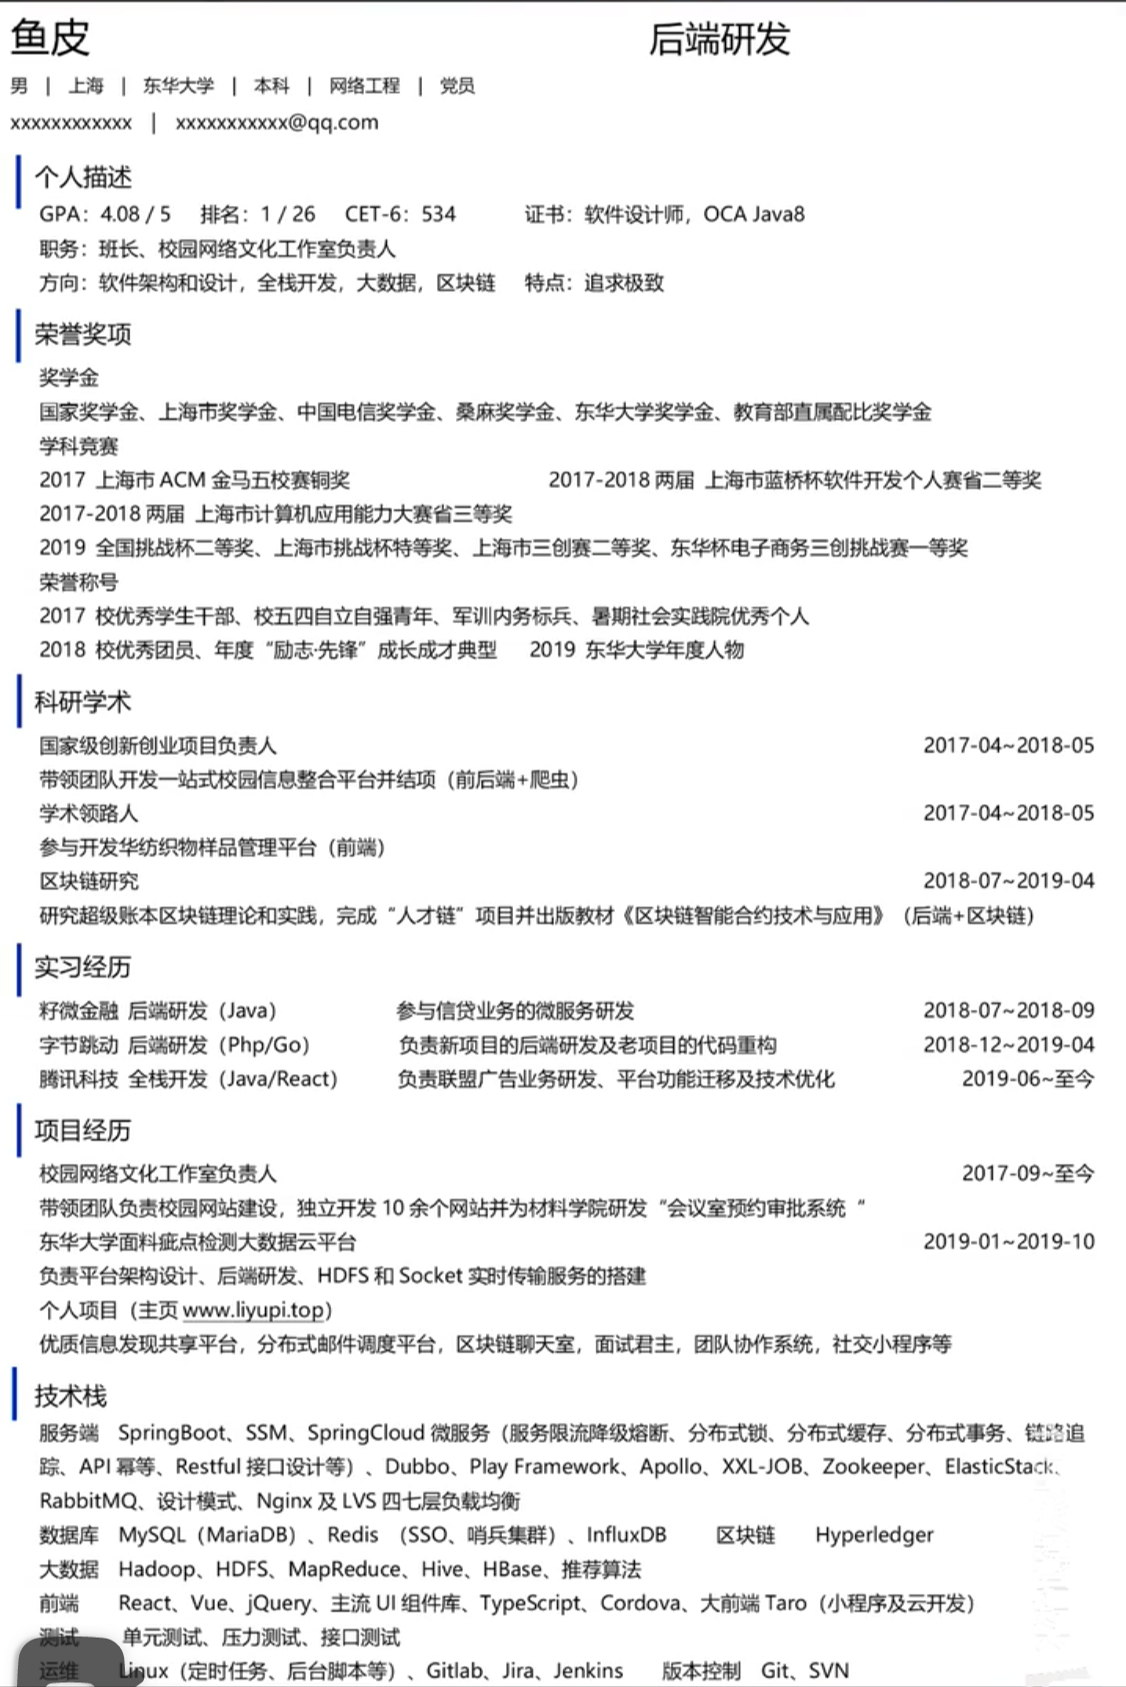 鱼皮 后端研发
男 | 上海 | 东华大学 | 本科 | 网络工程 | 党员
xxxxxxxxxxxx | xxxxxxxxxxx@qq.com
个人描述
GPA：4.08 / 5 排名：1 / 26 CET-6：534 证书：软件设计师，OCA Java8
职务：班长、校园网络文化工作室负责人
方向：软件架构和设计，全栈开发，大数据，区块链 特点：追求极致
荣誉奖项
奖学金
国家奖学金、上海市奖学金、中国电信奖学金、桑麻奖学金、东华大学奖学金、教育部直属配比奖学金
学科竞赛
2017 上海市 ACM 金马五校赛铜奖 2017-2018 两届 上海市蓝桥杯软件开发个人赛省二等奖
2017-2018 两届 上海市计算机应用能力大赛省三等奖
2019 全国挑战杯二等奖、上海市挑战杯特等奖、上海市三创赛二等奖、东华杯电子商务三创挑战赛一等奖
荣誉称号
2017 校优秀学生干部、校五四自立自强青年、军训内务标兵、暑期社会实践院优秀个人
2018 校优秀团员、年度“励志·先锋”成长成才典型 2019 东华大学年度人物
科研学术
国家级创新创业项目负责人 2017-04~2018-05
带领团队开发一站式校园信息整合平台并结项（前后端+爬虫）
学术领路人 2017-04~2018-05
参与开发华纺织物样品管理平台（前端）
区块链研究 2018-07~2019-04
研究超级账本区块链理论和实践，完成“人才链”项目并出版教材《区块链智能合约技术与应用》（后端+区块链）
实习经历
籽微金融 后端研发（Java） 参与信贷业务的微服务研发 2018-07~2018-09
字节跳动 后端研发（Php/Go） 负责新项目的后端研发及老项目的代码重构 2018-12~2019-04
腾讯科技 全栈开发（Java/React） 负责联盟广告业务研发、平台功能迁移及技术优化 2019-06~至今
项目经历
校园网络文化工作室负责人 2017-09~至今
带领团队负责校园网站建设，独立开发 10 余个网站并为材料学院研发“会议室预约审批系统“
东华大学面料疵点检测大数据云平台 2019-01~2019-10
负责平台架构设计、后端研发、HDFS 和 Socket 实时传输服务的搭建
个人项目（主页 www.liyupi.top）
优质信息发现共享平台，分布式邮件调度平台，区块链聊天室，面试君主，团队协作系统，社交小程序等
技术栈
服务端 SpringBoot、SSM、SpringCloud 微服务（服务限流降级熔断、分布式锁、分布式缓存、分布式事务、链路追
踪、API 幂等、Restful 接口设计等）、Dubbo、Play Framework、Apollo、XXL-JOB、Zookeeper、ElasticStack、
RabbitMQ、设计模式、Nginx 及 LVS 四七层负载均衡
数据库 MySQL（MariaDB）、Redis （SSO、哨兵集群）、InfluxDB 区块链 Hyperledger
大数据 Hadoop、HDFS、MapReduce、Hive、HBase、推荐算法
前端 React、Vue、jQuery、主流 UI 组件库、TypeScript、Cordova、大前端 Taro（小程序及云开发）
测试 单元测试、压力测试、接口测试
运维 Linux（定时任务、后台脚本等）、Gitlab、Jira、Jenkins 版本控制 Git、SVN